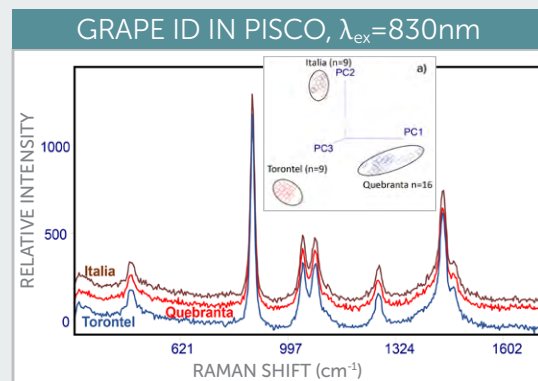 GRAPE ID IN PISCO, λex=830nm
Italia (n=9)
a)
PC2
PC1
PC3
Torontel (n=9)
Quebranta n=16
1000
500
0
RELATIVE INTENSITY
Italia
Quebranta
Torontel
621
997
1324
1602
RAMAN SHIFT (cm⁻¹)